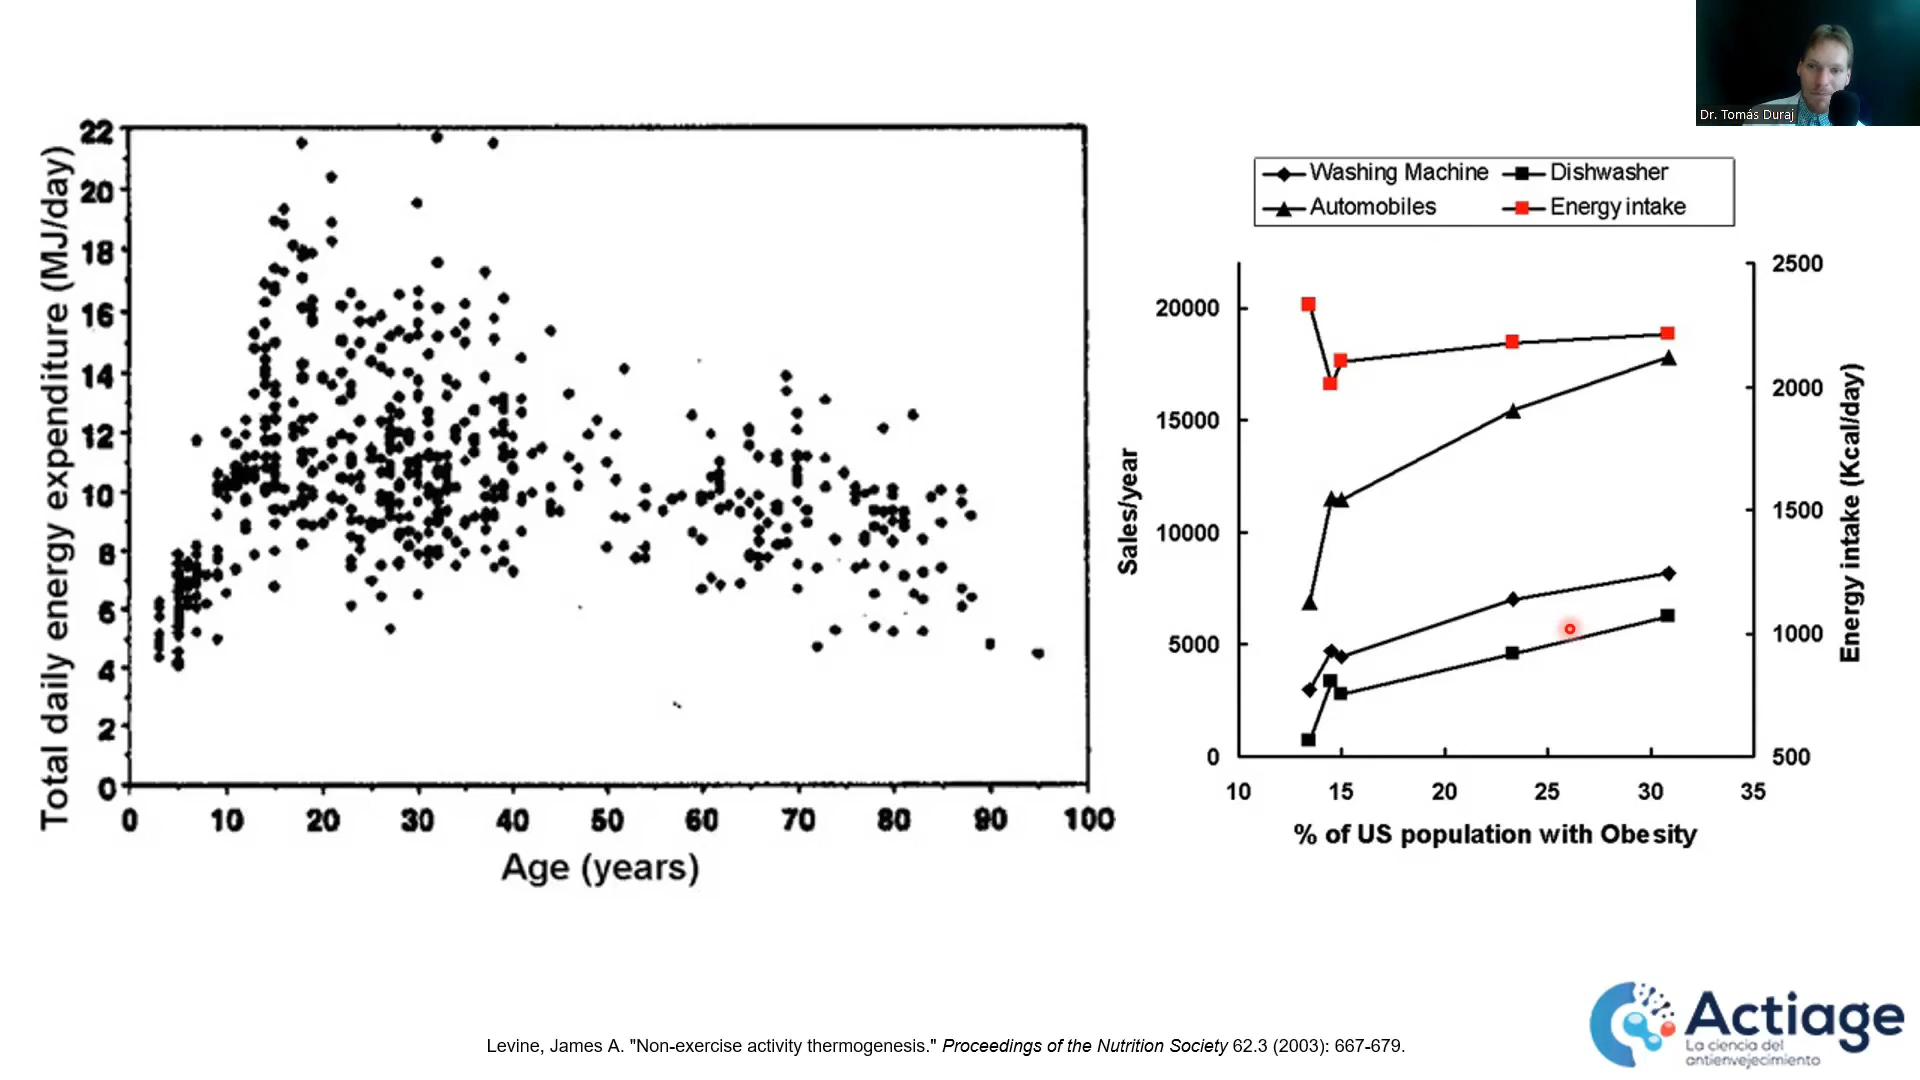 Dr. Tomás Duraj
Total daily energy expenditure (MJ/day)
22
20
18
16
14
12
10
8
6
4
2
0
0 10 20 30 40 50 60 70 80 90 100
Age (years)
Washing Machine Dishwasher
Automobiles Energy intake
Sales/year
20000
15000
10000
5000
0
2500
2000
1500
1000
500
Energy intake (Kcal/day)
10 15 20 25 30 35
% of US population with Obesity
Levine, James A. "Non-exercise activity thermogenesis." Proceedings of the Nutrition Society 62.3 (2003): 667-679.
Actiage
La ciencia del
antienvejecimiento